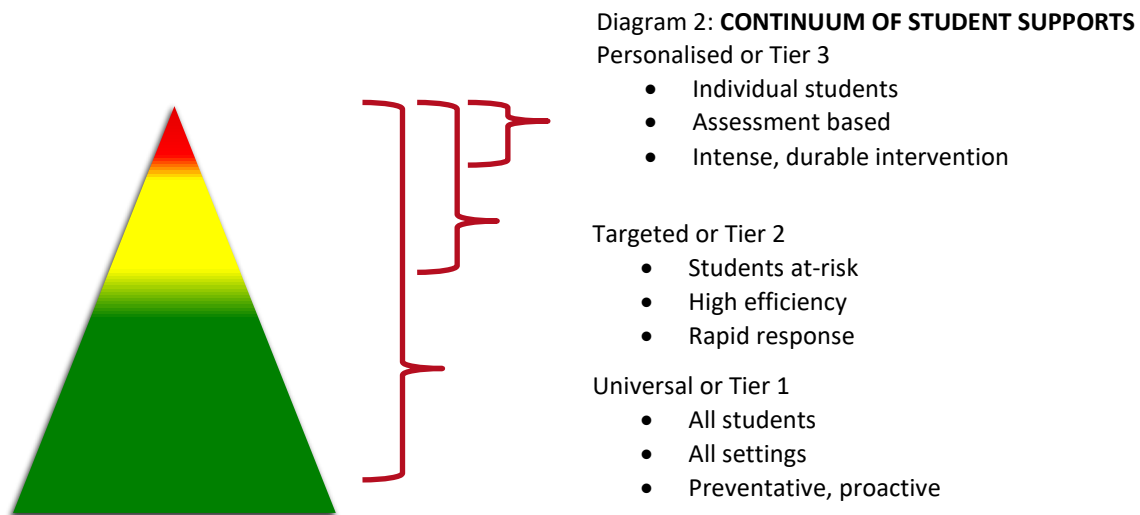 Diagram 2: CONTINUUM OF STUDENT SUPPORTS
Personalised or Tier 3
• Individual students
• Assessment based
• Intense, durable intervention
Targeted or Tier 2
• Students at-risk
• High efficiency
• Rapid response
Universal or Tier 1
• All students
• All settings
• Preventative, proactive